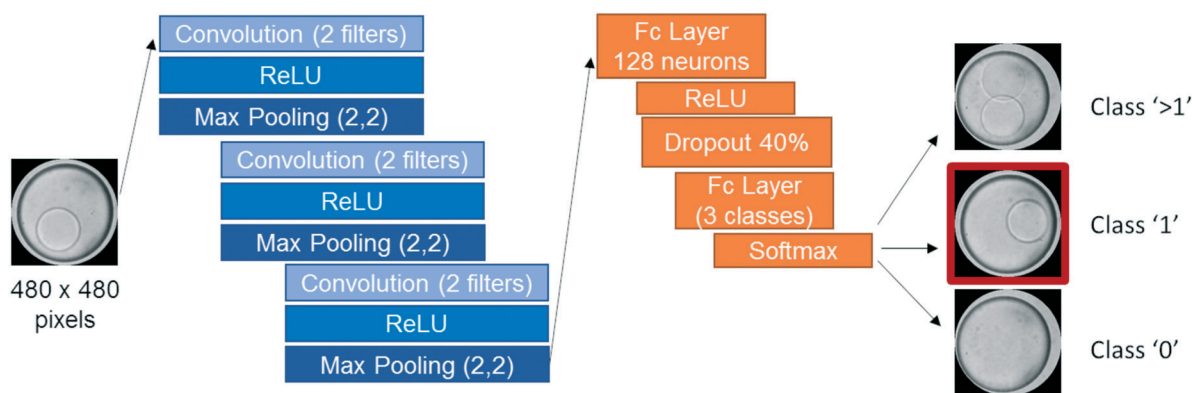 480 x 480
pixels
Convolution (2 filters)
ReLU
Max Pooling (2,2)
Convolution (2 filters)
ReLU
Max Pooling (2,2)
Convolution (2 filters)
ReLU
Max Pooling (2,2)
Fc Layer
128 neurons
ReLU
Dropout 40%
Fc Layer
(3 classes)
Softmax
Class ‘>1’
Class ‘1’
Class ‘0’